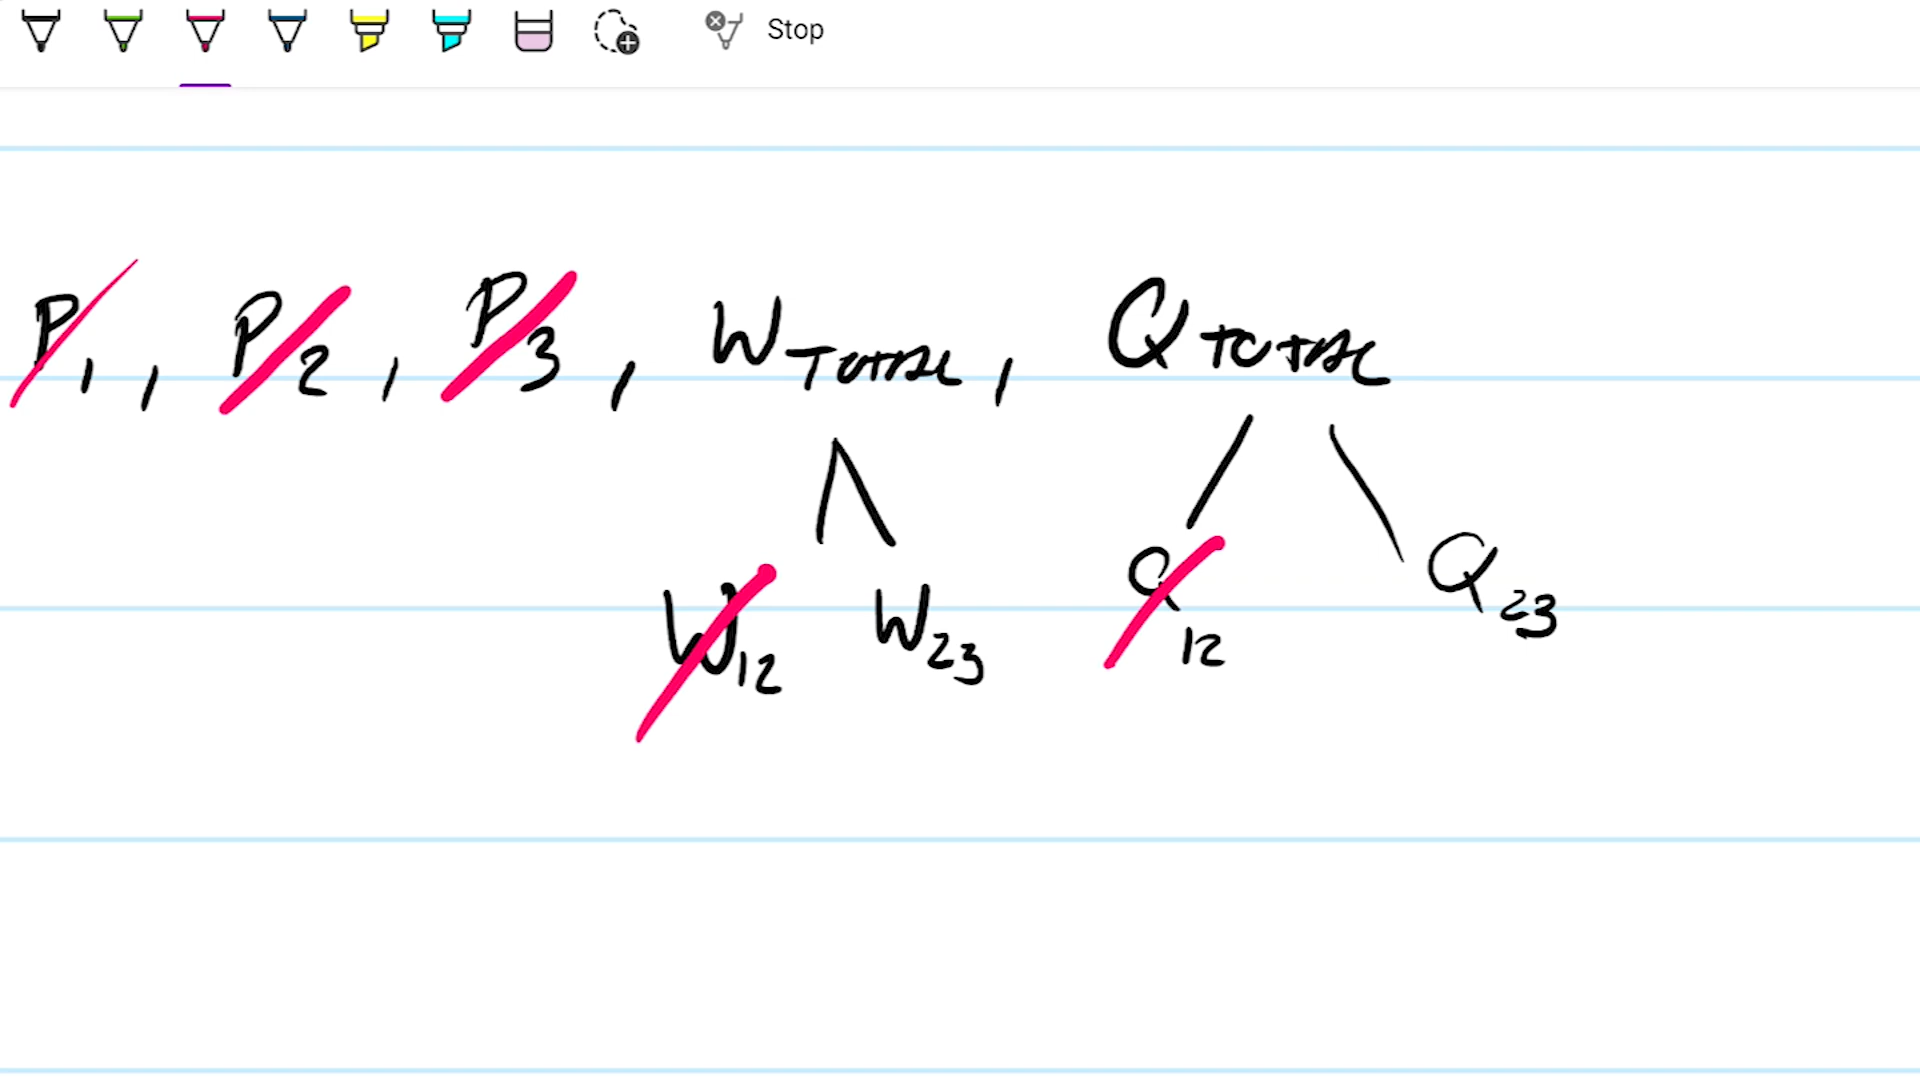 Stop
P1, P2, P3, WTotal, Qtotal
W12 W23 Q12 Q23